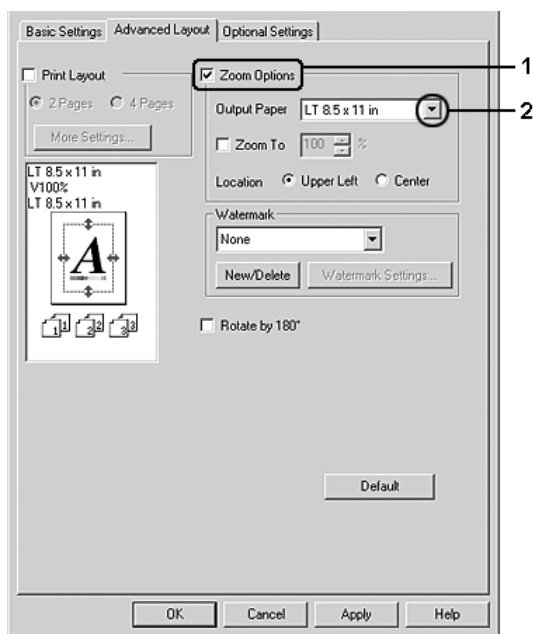 Basic Settings Advanced Layout Optional Settings
Print Layout
2 Pages 4 Pages
More Settings...
LT 8.5 x 11 in
V100%
LT 8.5 x 11 in
A
1 1 2 2 3 3
Zoom Options 1
Output Paper LT 8.5 x 11 in 2
Zoom To 100 %
Location Upper Left Center
Watermark
None
New/Delete Watermark Settings...
Rotate by 180°
Default
OK Cancel Apply Help